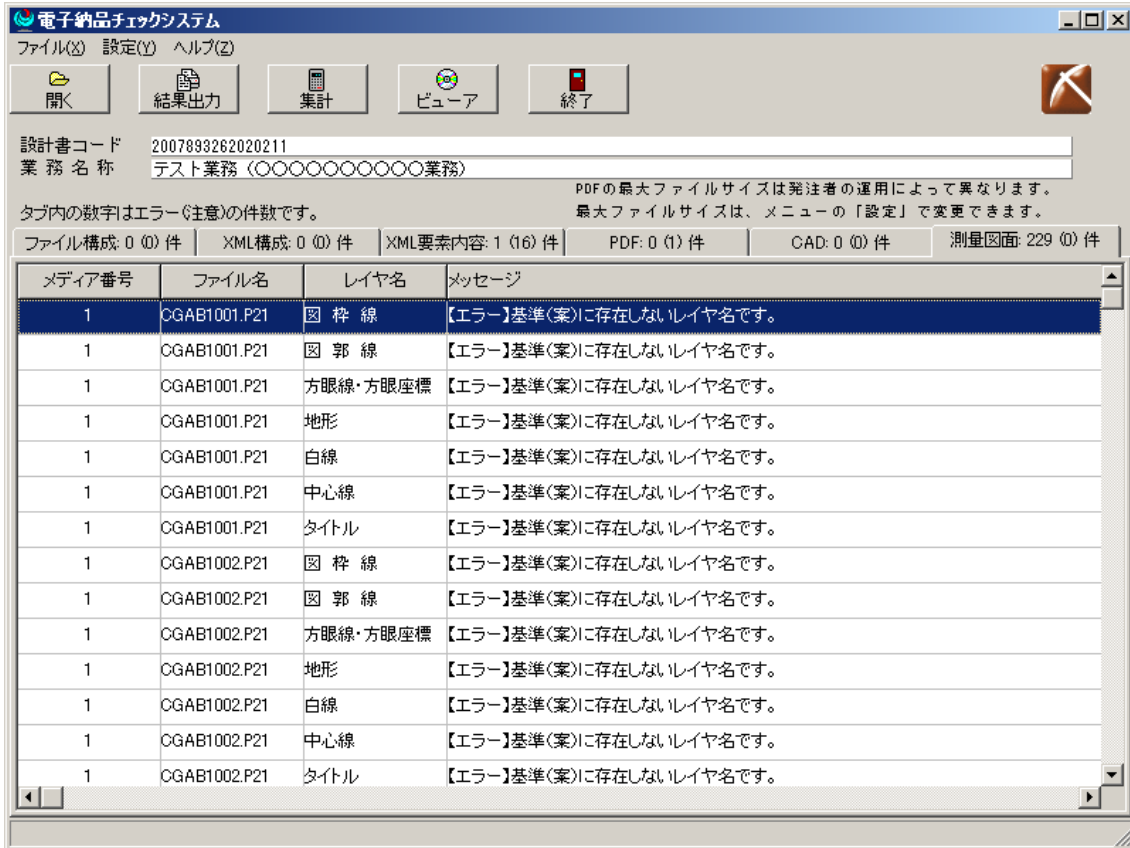 電子納品チェックシステム
ファイル(X) 設定(Y) ヘルプ(Z)
開く 結果出力 集計 ビューア 終了
設計書コード 2007893262020211
業務名称 テスト業務（○○○○○○○○○○業務）
PDFの最大ファイルサイズは発注者の運用によって異なります。
タブ内の数字はエラー(注意)の件数です。 最大ファイルサイズは、メニューの「設定」で変更できます。
ファイル構成: 0 (0) 件 XML構成: 0 (0) 件 XML要素内容: 1 (16) 件 PDF: 0 (1) 件 CAD: 0 (0) 件 測量図面: 229 (0) 件
メディア番号 ファイル名 レイヤ名 メッセージ
1 CGAB1001.P21 図 枠 線 【エラー】基準(案)に存在しないレイヤ名です。
1 CGAB1001.P21 図 郭 線 【エラー】基準(案)に存在しないレイヤ名です。
1 CGAB1001.P21 方眼線・方眼座標 【エラー】基準(案)に存在しないレイヤ名です。
1 CGAB1001.P21 地形 【エラー】基準(案)に存在しないレイヤ名です。
1 CGAB1001.P21 白線 【エラー】基準(案)に存在しないレイヤ名です。
1 CGAB1001.P21 中心線 【エラー】基準(案)に存在しないレイヤ名です。
1 CGAB1001.P21 タイトル 【エラー】基準(案)に存在しないレイヤ名です。
1 CGAB1002.P21 図 枠 線 【エラー】基準(案)に存在しないレイヤ名です。
1 CGAB1002.P21 図 郭 線 【エラー】基準(案)に存在しないレイヤ名です。
1 CGAB1002.P21 方眼線・方眼座標 【エラー】基準(案)に存在しないレイヤ名です。
1 CGAB1002.P21 地形 【エラー】基準(案)に存在しないレイヤ名です。
1 CGAB1002.P21 白線 【エラー】基準(案)に存在しないレイヤ名です。
1 CGAB1002.P21 中心線 【エラー】基準(案)に存在しないレイヤ名です。
1 CGAB1002.P21 タイトル 【エラー】基準(案)に存在しないレイヤ名です。